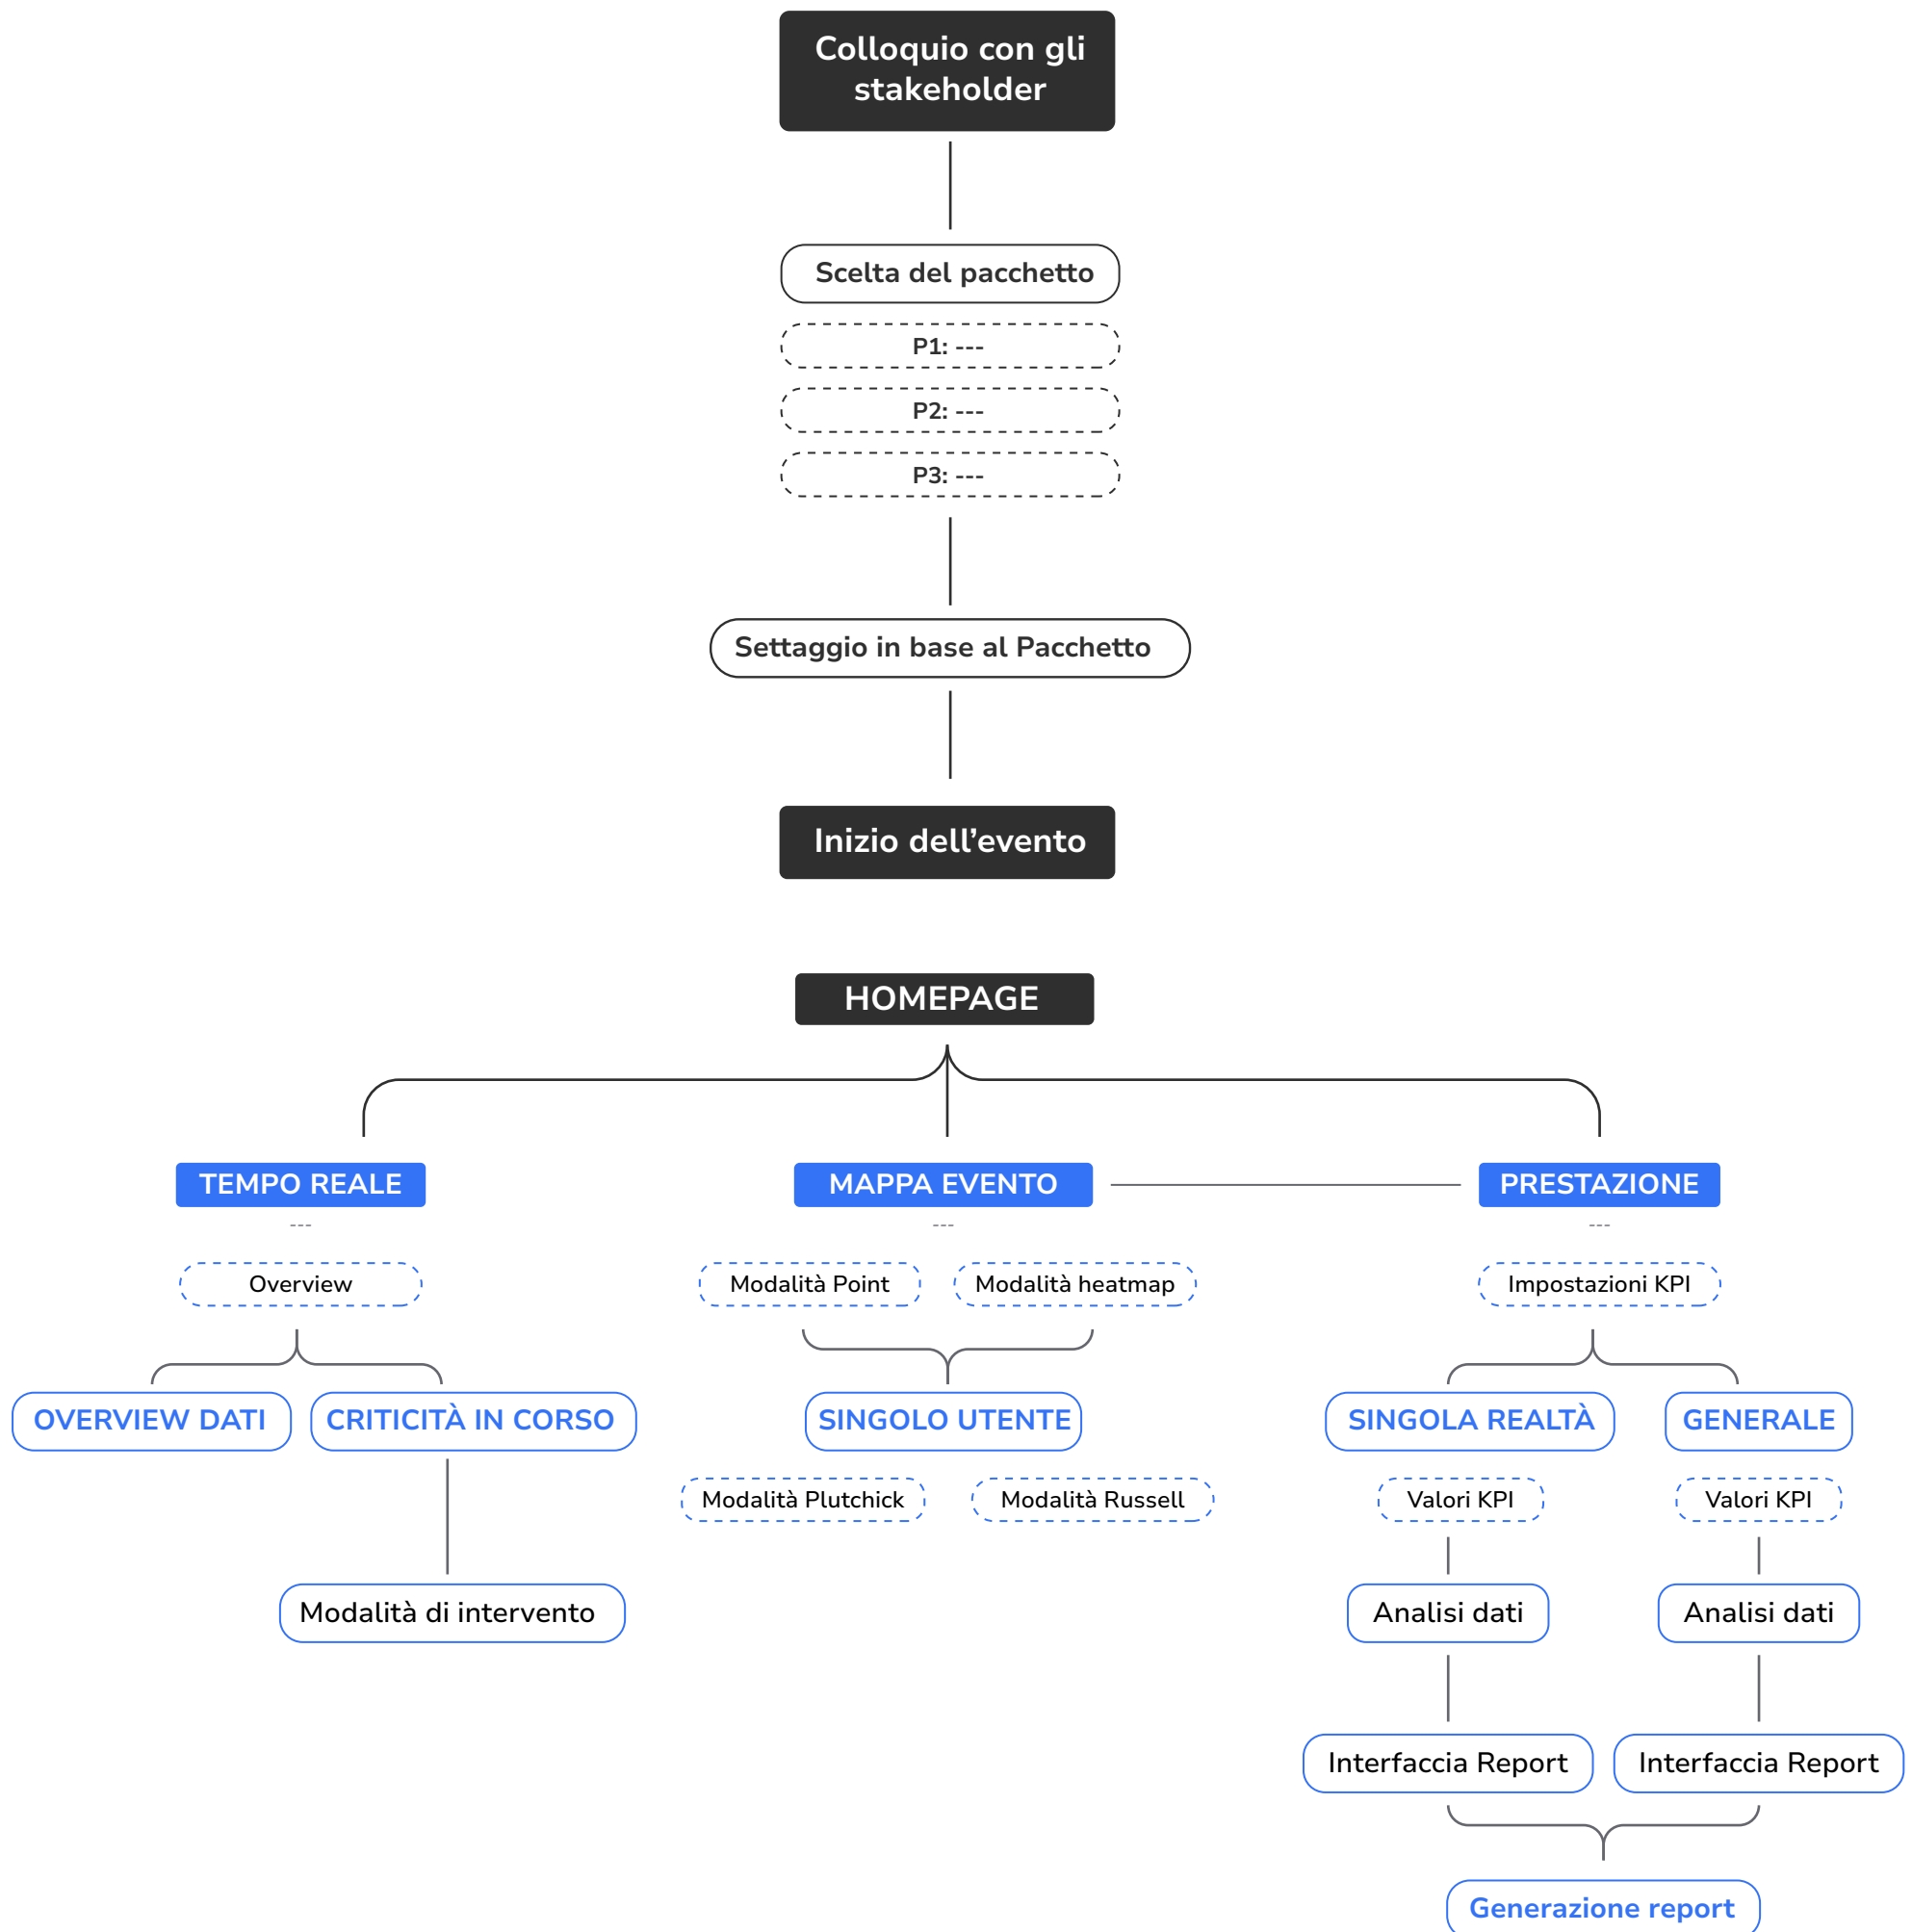 Colloquio con gli
stakeholder
Scelta del pacchetto
P1: ---
P2: ---
P3: ---
Settaggio in base al Pacchetto
Inizio dell’evento
HOMEPAGE
TEMPO REALE
MAPPA EVENTO
PRESTAZIONE
---
---
---
Overview
Modalità Point
Modalità heatmap
Impostazioni KPI
OVERVIEW DATI
CRITICITÀ IN CORSO
SINGOLO UTENTE
SINGOLA REALTÀ
GENERALE
Modalità Plutchick
Modalità Russell
Valori KPI
Valori KPI
Modalità di intervento
Analisi dati
Analisi dati
Interfaccia Report
Interfaccia Report
Generazione report